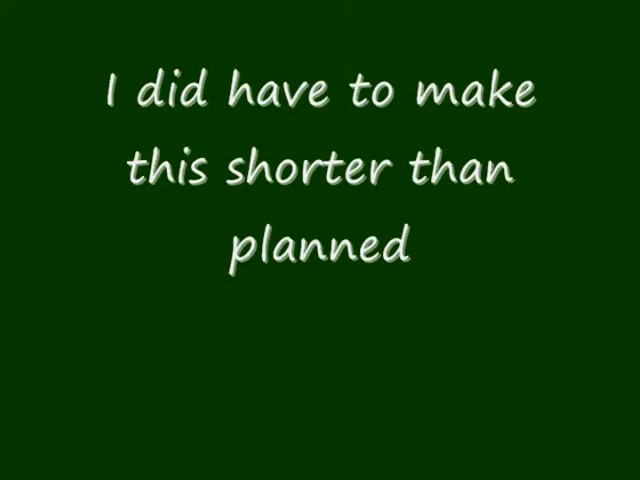 I did have to make
this shorter than
planned